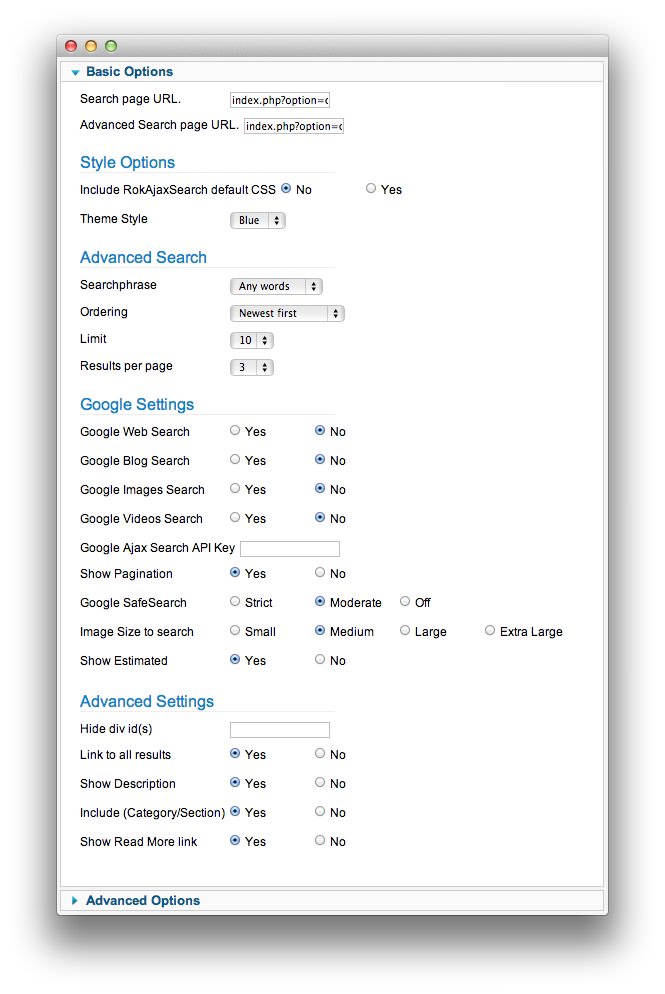 Basic Options
Search page URL. index.php?option=c
Advanced Search page URL. index.php?option=c
Style Options
Include RokAjaxSearch default CSS No Yes
Theme Style Blue
Advanced Search
Searchphrase Any words
Ordering Newest first
Limit 10
Results per page 3
Google Settings
Google Web Search Yes No
Google Blog Search Yes No
Google Images Search Yes No
Google Videos Search Yes No
Google Ajax Search API Key
Show Pagination Yes No
Google SafeSearch Strict Moderate Off
Image Size to search Small Medium Large Extra Large
Show Estimated Yes No
Advanced Settings
Hide div id(s)
Link to all results Yes No
Show Description Yes No
Include (Category/Section) Yes No
Show Read More link Yes No
Advanced Options